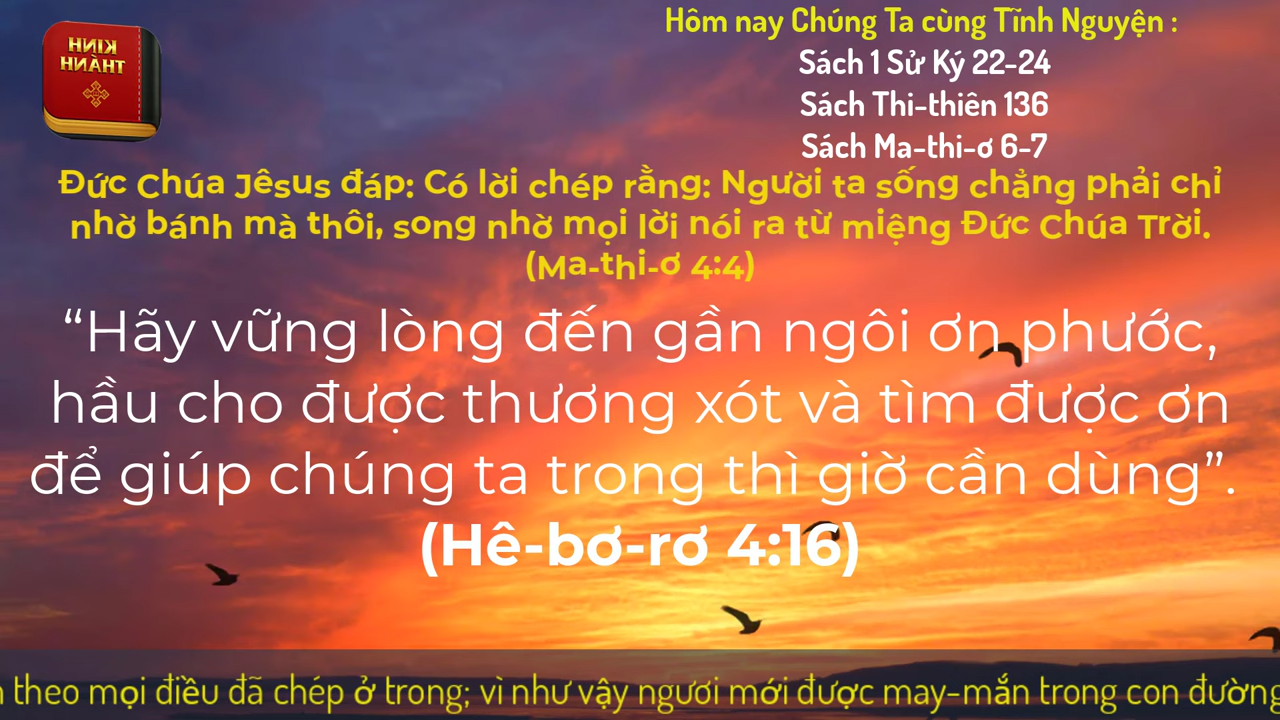 KINH
THÁNH
Hôm nay Chúng Ta cùng Tĩnh Nguyện :
Sách 1 Sử Ký 22-24
Sách Thi-thiên 136
Sách Ma-thi-ơ 6-7
Đức Chúa Jêsus đáp: Có lời chép rằng: Người ta sống chẳng phải chỉ
nhờ bánh mà thôi, song nhờ mọi lời nói ra từ miệng Đức Chúa Trời.
(Ma-thi-ơ 4:4)
“Hãy vững lòng đến gần ngôi ơn phước,
hầu cho được thương xót và tìm được ơn
để giúp chúng ta trong thì giờ cần dùng”.
(Hê-bơ-rơ 4:16)
theo mọi điều đã chép ở trong; vì như vậy ngươi mới được may-mắn trong con đường